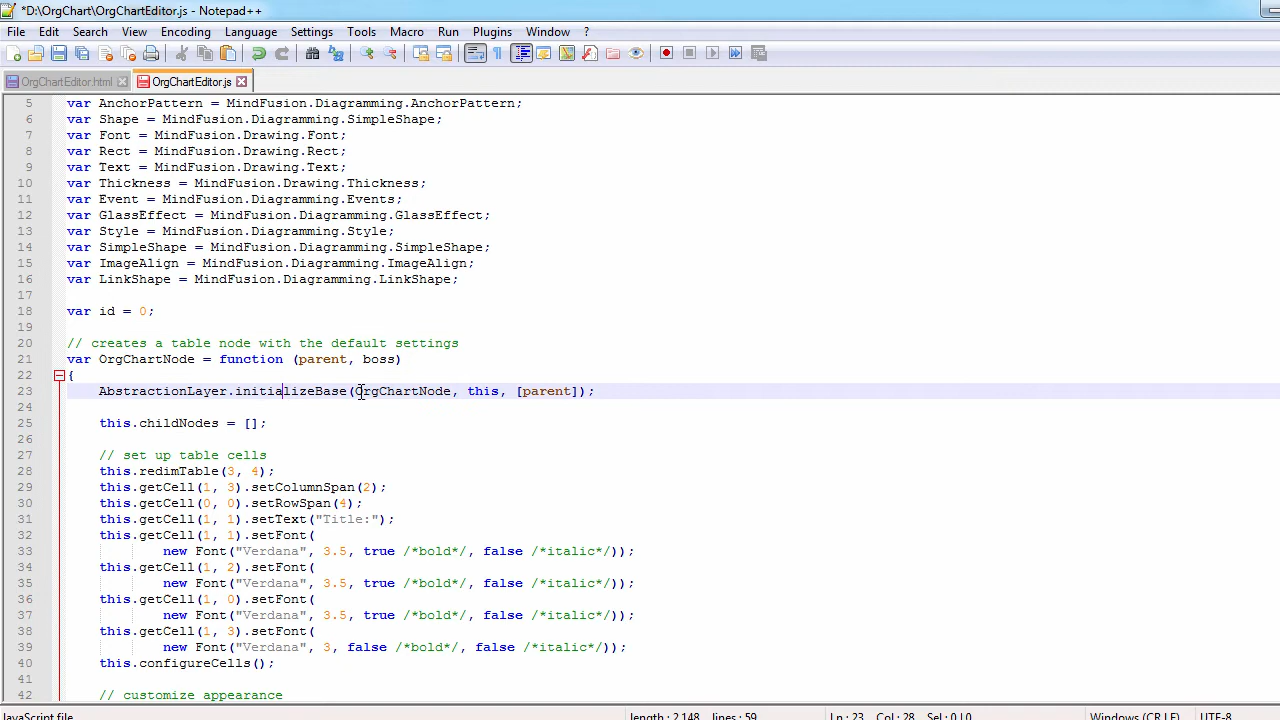 *D:\OrgChart\OrgChartEditor.js - Notepad++
File Edit Search View Encoding Language Settings Tools Macro Run Plugins Window ?
OrgChartEditor.html OrgChartEditor.js
5 var AnchorPattern = MindFusion.Diagramming.AnchorPattern;
6 var Shape = MindFusion.Diagramming.SimpleShape;
7 var Font = MindFusion.Drawing.Font;
8 var Rect = MindFusion.Drawing.Rect;
9 var Text = MindFusion.Drawing.Text;
10 var Thickness = MindFusion.Drawing.Thickness;
11 var Event = MindFusion.Diagramming.Events;
12 var GlassEffect = MindFusion.Diagramming.GlassEffect;
13 var Style = MindFusion.Diagramming.Style;
14 var SimpleShape = MindFusion.Diagramming.SimpleShape;
15 var ImageAlign = MindFusion.Diagramming.ImageAlign;
16 var LinkShape = MindFusion.Diagramming.LinkShape;
17
18 var id = 0;
19
20 // creates a table node with the default settings
21 var OrgChartNode = function (parent, boss)
22 {
23 AbstractionLayer.initializeBase(OrgChartNode, this, [parent]);
24
25 this.childNodes = [];
26
27 // set up table cells
28 this.redimTable(3, 4);
29 this.getCell(1, 3).setColumnSpan(2);
30 this.getCell(0, 0).setRowSpan(4);
31 this.getCell(1, 1).setText("Title:");
32 this.getCell(1, 1).setFont(
33 new Font("Verdana", 3.5, true /*bold*/, false /*italic*/));
34 this.getCell(1, 2).setFont(
35 new Font("Verdana", 3.5, true /*bold*/, false /*italic*/));
36 this.getCell(1, 0).setFont(
37 new Font("Verdana", 3.5, true /*bold*/, false /*italic*/));
38 this.getCell(1, 3).setFont(
39 new Font("Verdana", 3, false /*bold*/, false /*italic*/));
40 this.configureCells();
41
42 // customize appearance
JavaScript file length : 2,148 lines : 59 Ln : 23 Col : 28 Sel : 0 | 0 Windows (CR LF) UTF-8